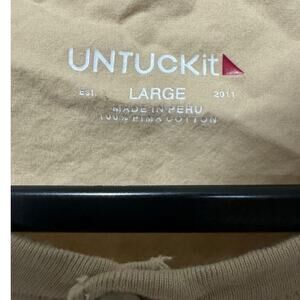 UNTUCKit
Est. LARGE 2011
MADE IN PERU
100% PIMA COTTON